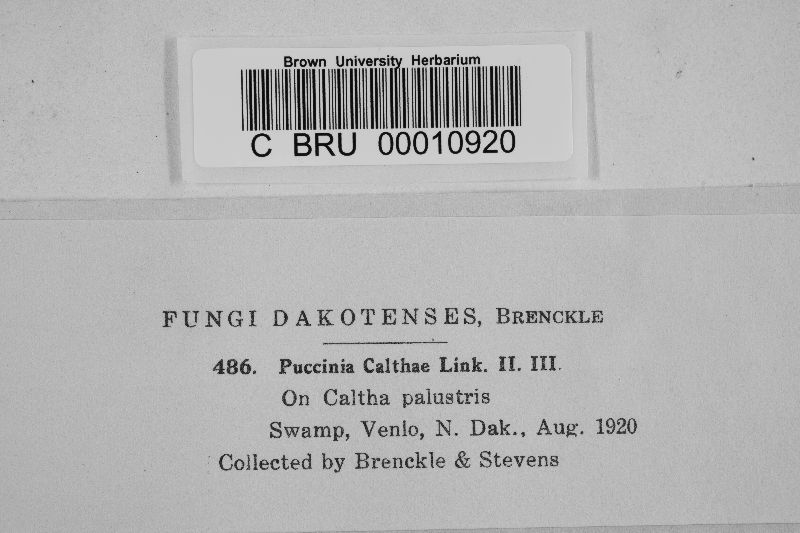 Brown University Herbarium
C BRU 00010920
FUNGI DAKOTENSES, BRENCKLE
486. Puccinia Calthae Link. II. III.
On Caltha palustris
Swamp, Venlo, N. Dak., Aug. 1920
Collected by Brenckle & Stevens